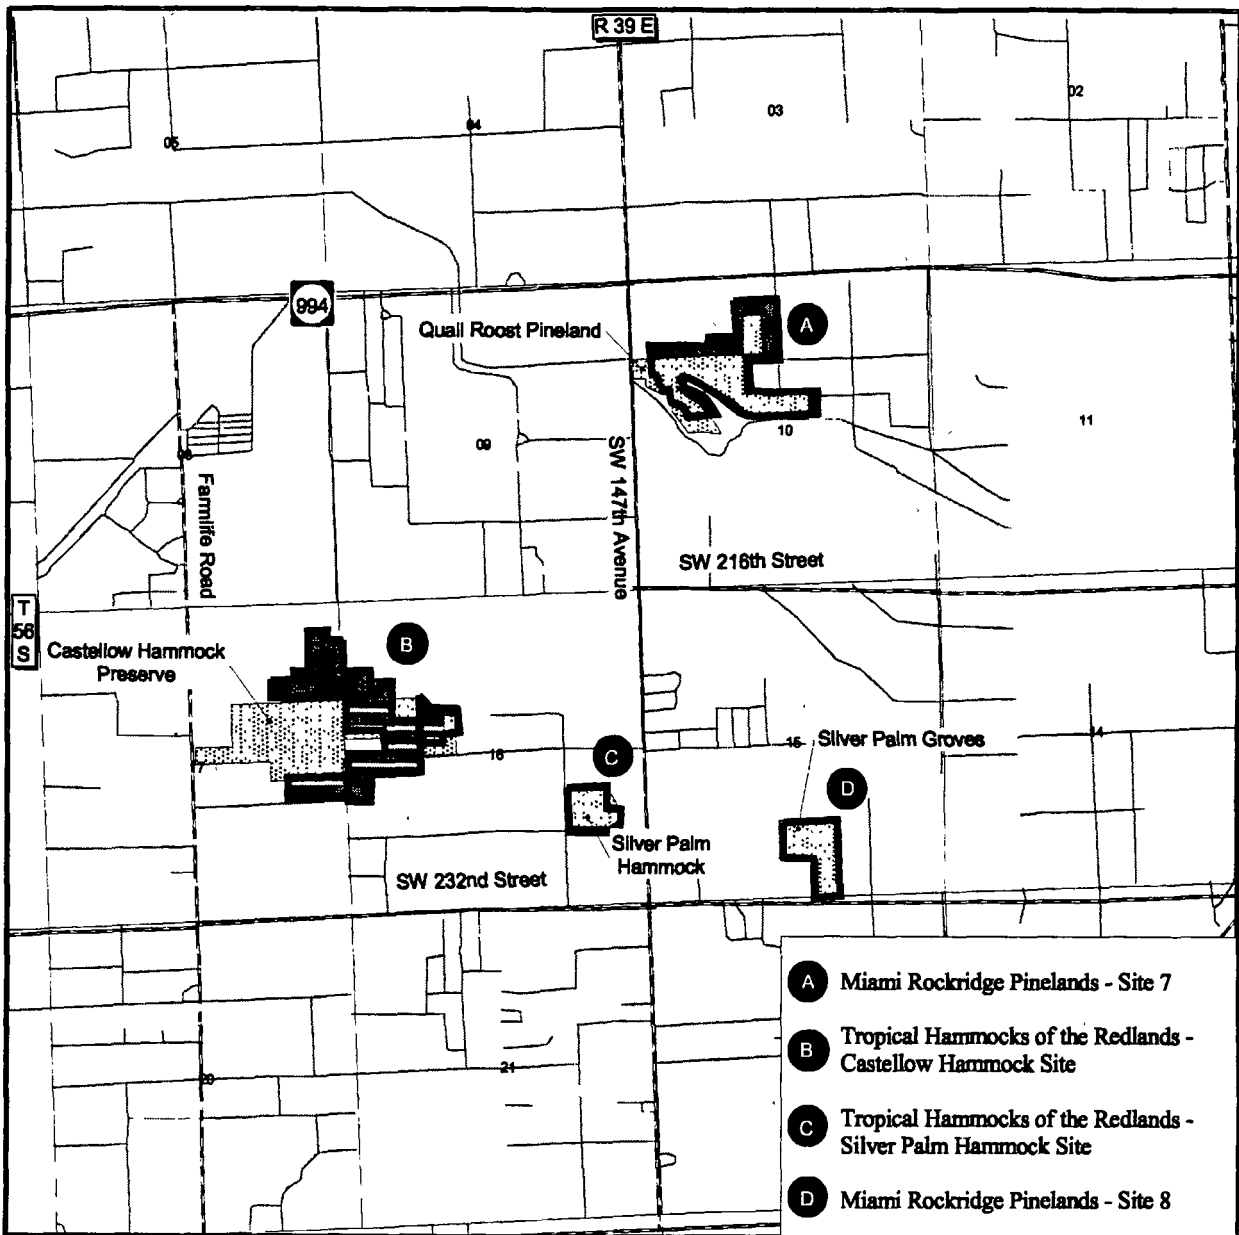 R 39 E
02
03
04
05
994
Quail Roost Pineland
A
11
10
09
SW 147th Avenue
Farmlife Road
SW 216th Street
T
56
S
B
Castellow Hammock
Preserve
16
C
15
Silver Palm Groves
14
D
Silver Palm
Hammock
SW 232nd Street
20
21
A Miami Rockridge Pinelands - Site 7
B Tropical Hammocks of the Redlands -
Castellow Hammock Site
C Tropical Hammocks of the Redlands -
Silver Palm Hammock Site
D Miami Rockridge Pinelands - Site 8